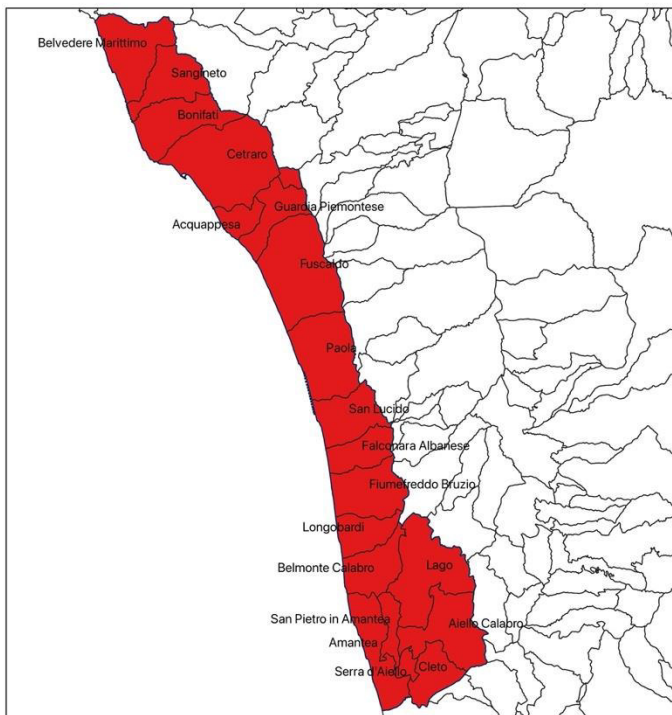 Belvedere Marittimo
Sangineto
Bonifati
Cetraro
Guardia Piemontese
Acquappesa
Fuscaldo
Paola
San Lucido
Falconara Albanese
Fiumefreddo Bruzio
Longobardi
Lago
Belmonte Calabro
San Pietro in Amantea
Aiello Calabro
Amantea
Cleto
Serra d'Aiello